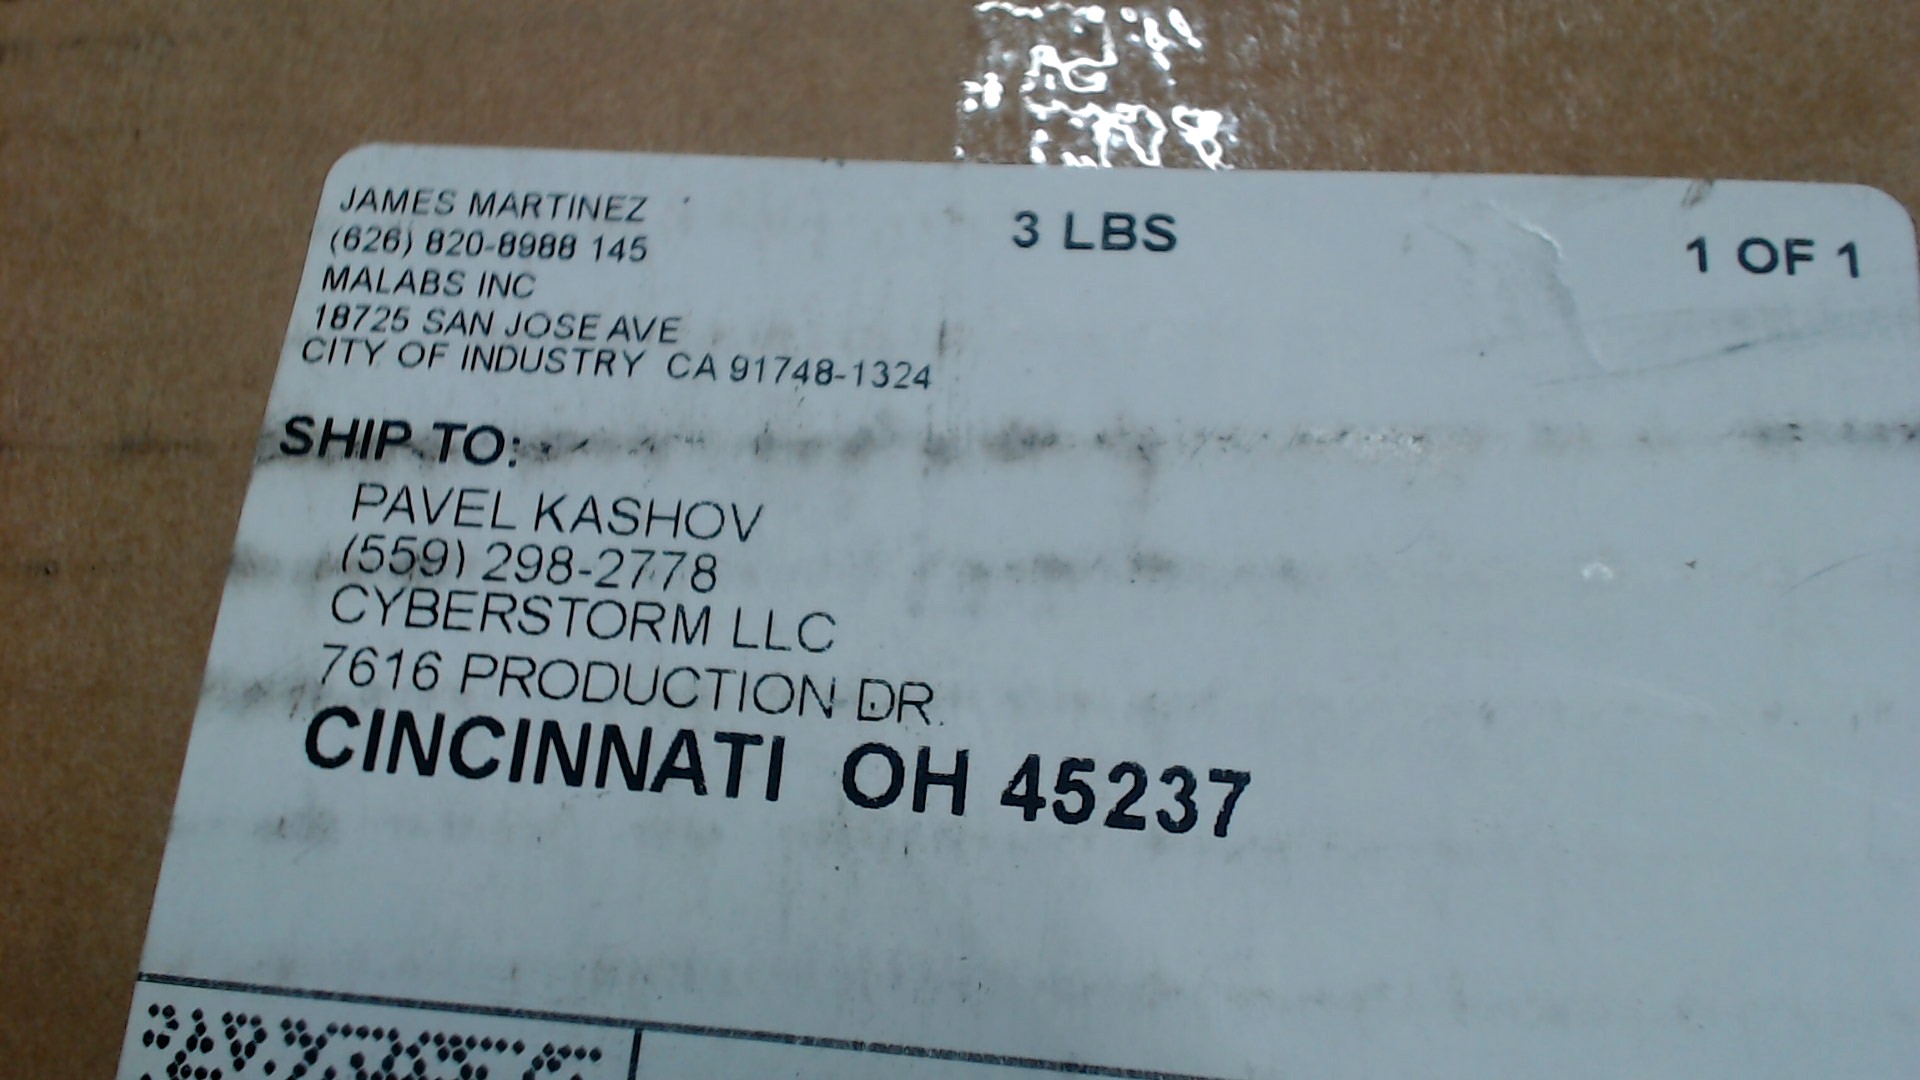 JAMES MARTINEZ
(626) 820-8988 145
MALABS INC
18725 SAN JOSE AVE
CITY OF INDUSTRY CA 91748-1324
3 LBS
1 OF 1
SHIP TO:
PAVEL KASHOV
(559) 298-2778
CYBERSTORM LLC
7616 PRODUCTION DR.
CINCINNATI OH 45237